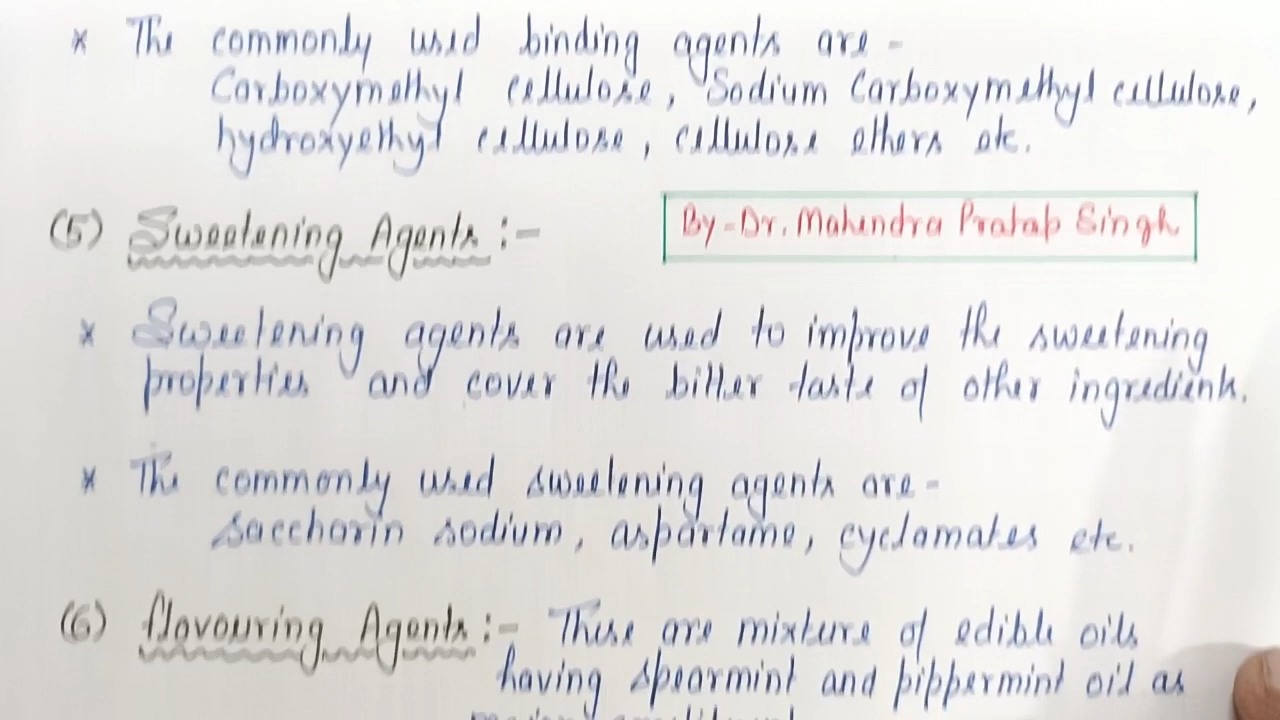 * The commonly used binding agents are -
Carboxymethyl cellulose, Sodium Carboxymethyl cellulose,
hydroxyethyl cellulose, cellulose ethers etc.
(5) Sweetening Agents :-
By - Dr. Mahendra Pratap Singh
* Sweetening agents are used to improve the sweetening
properties and cover the bitter taste of other ingredients.
* The commonly used sweetening agents are -
saccharin sodium, aspartame, cyclamates etc.
(6) flavouring Agents :- These are mixture of edible oils
having spearmint and pippermint oil as